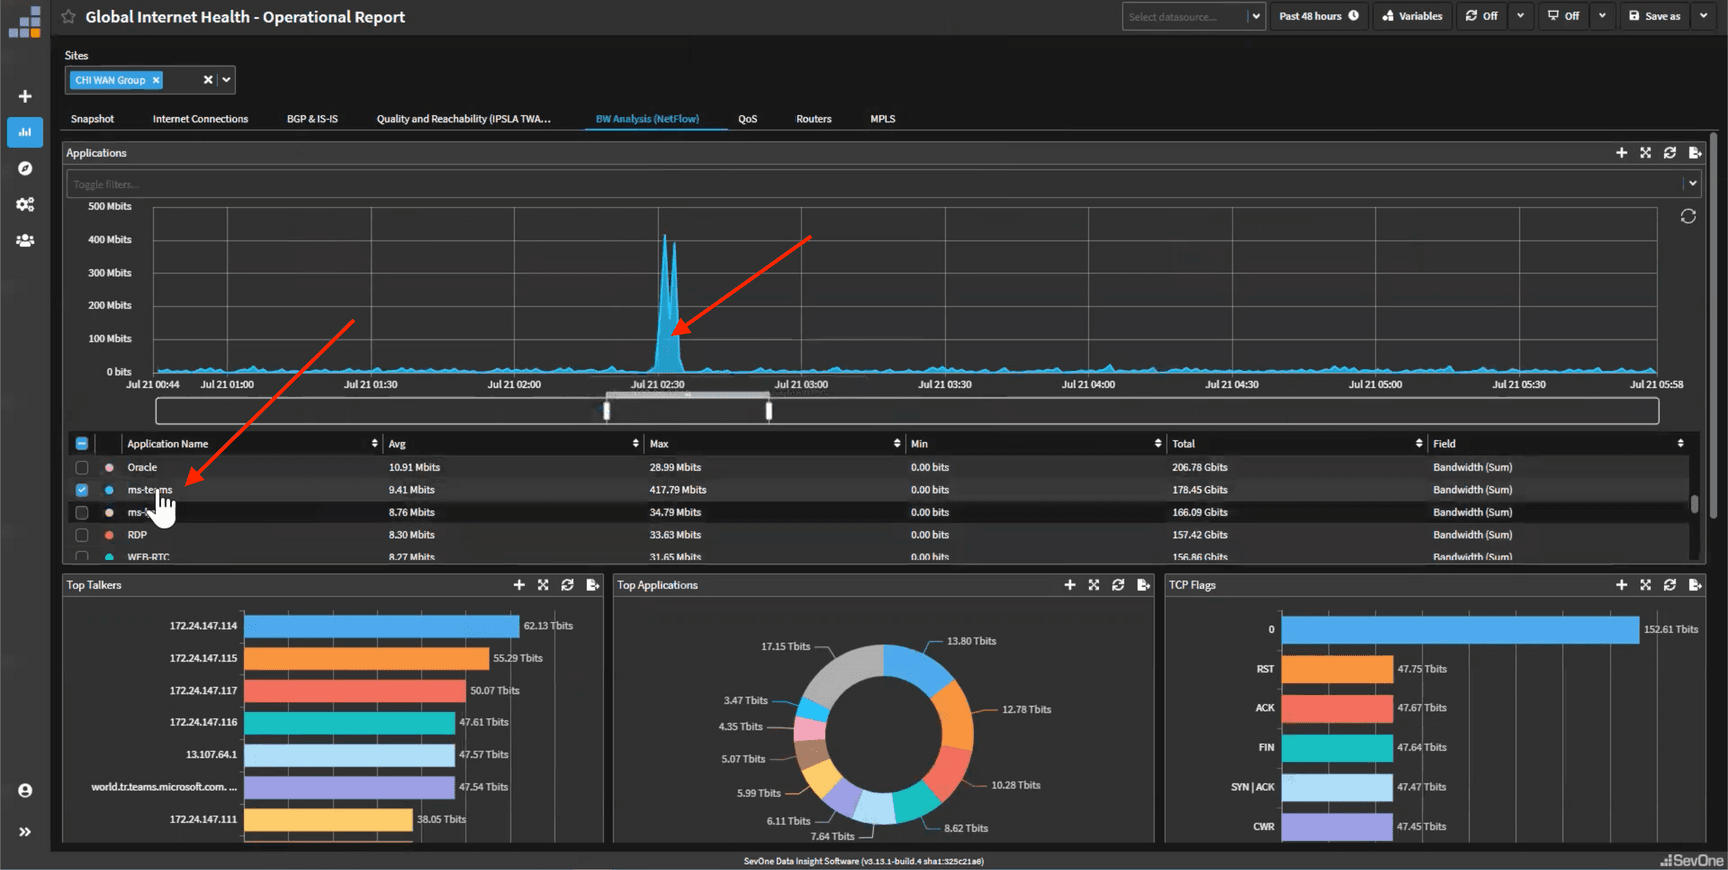 Global Internet Health - Operational Report
Select datasource...
Past 48 hours
Variables
Off
Off
Save as
Sites
CHI WAN Group ×
Snapshot
Internet Connections
BGP & IS-IS
Quality and Reachability (IPSLA TWA...
BW Analysis (NetFlow)
QoS
Routers
MPLS
Applications
Toggle filters...
500 Mbits
400 Mbits
300 Mbits
200 Mbits
100 Mbits
0 bits
Jul 21 00:44
Jul 21 01:00
Jul 21 01:30
Jul 21 02:00
Jul 21 02:30
Jul 21 03:00
Jul 21 03:30
Jul 21 04:00
Jul 21 04:30
Jul 21 05:00
Jul 21 05:30
Jul 21 05:58
Application Name Avg Max Min Total Field
Oracle 10.91 Mbits 28.99 Mbits 0.00 bits 206.78 Gbits Bandwidth (Sum)
ms-teams 9.41 Mbits 417.79 Mbits 0.00 bits 178.45 Gbits Bandwidth (Sum)
8.76 Mbits 34.79 Mbits 0.00 bits 166.09 Gbits Bandwidth (Sum)
RDP 8.30 Mbits 33.63 Mbits 0.00 bits 157.42 Gbits Bandwidth (Sum)
WEB-RTC 8.27 Mbits 31.65 Mbits 0.00 bits 156.86 Gbits Bandwidth (Sum)
Top Talkers
172.24.147.114 62.13 Tbits
172.24.147.115 55.29 Tbits
172.24.147.117 50.07 Tbits
172.24.147.116 47.61 Tbits
13.107.64.1 47.57 Tbits
world.tr.teams.microsoft.com. ... 47.54 Tbits
172.24.147.111 38.05 Tbits
Top Applications
13.80 Tbits
12.78 Tbits
10.28 Tbits
8.62 Tbits
7.64 Tbits
6.11 Tbits
5.99 Tbits
5.07 Tbits
4.35 Tbits
3.47 Tbits
17.15 Tbits
TCP Flags
0 152.61 Tbits
RST 47.75 Tbits
ACK 47.67 Tbits
FIN 47.64 Tbits
SYN | ACK 47.47 Tbits
CWR 47.45 Tbits
SevOne Data Insight Software (v3.13.1-build.4 sha1:325c21a6)
SevOne